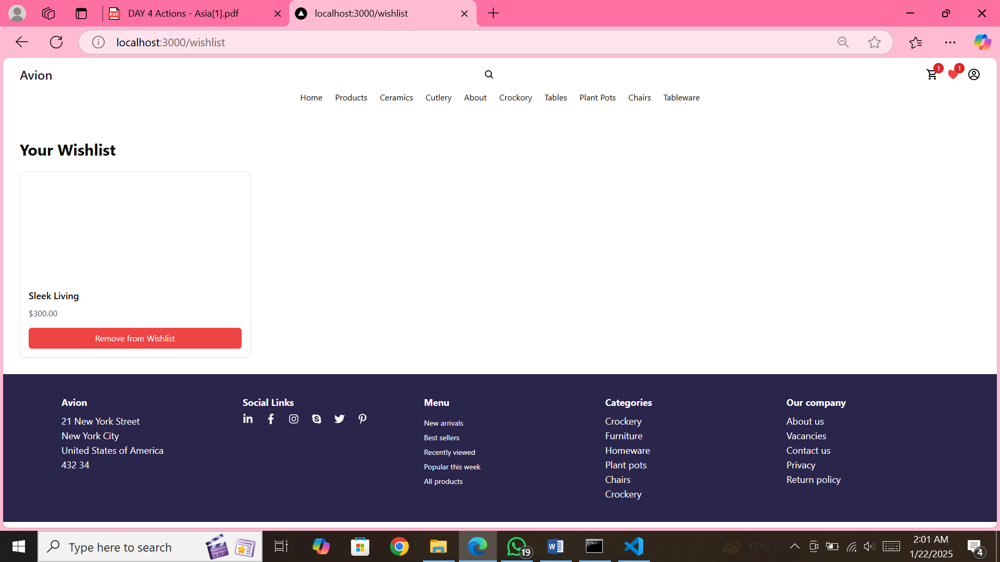 DAY 4 Actions - Asia[1].pdf
localhost:3000/wishlist
localhost:3000/wishlist
Avion
1
1
Home Products Ceramics Cutlery About Crockory Tables Plant Pots Chairs Tableware
Your Wishlist
Sleek Living
$300.00
Remove from Wishlist
Avion
21 New York Street
New York City
United States of America
432 34
Social Links
Menu
New arrivals
Best sellers
Recently viewed
Popular this week
All products
Categories
Crockery
Furniture
Homeware
Plant pots
Chairs
Crockery
Our company
About us
Vacancies
Contact us
Privacy
Return policy
Type here to search
19
17°C
2:01 AM
1/22/2025
4